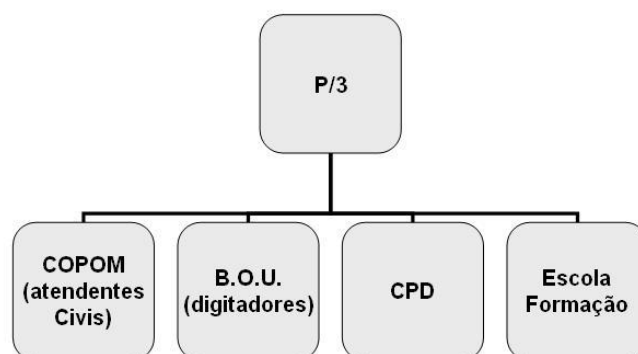 P/3
COPOM
(atendentes
Civis)
B.O.U.
(digitadores)
CPD
Escola
Formação